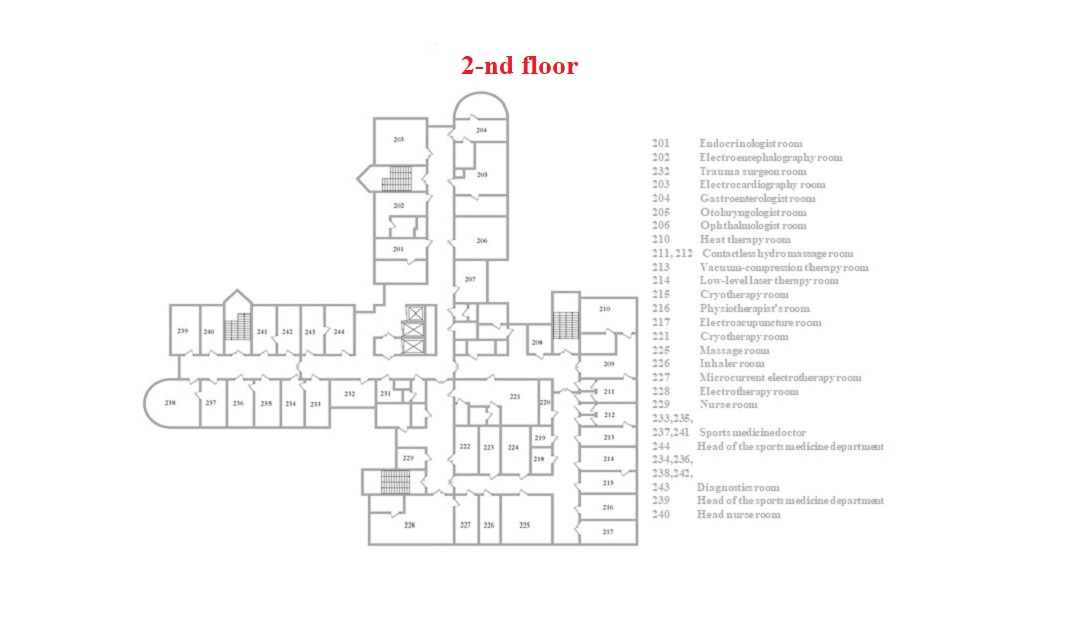 2-nd floor
203
204
205
202
201
206
207
210
239
240
241
242
243
244
208
209
238
237
236
235
234
233
232
231
221
220
211
212
222
223
224
219
218
213
229
214
215
228
227
226
225
216
217
201 Endocrinologist room
202 Electroencephalography room
232 Trauma surgeon room
203 Electrocardiography room
204 Gastroenterologist room
205 Otolaryngologist room
206 Ophthalmologist room
210 Heat therapy room
211, 212 Contactless hydro massage room
213 Vacuum-compression therapy room
214 Low-level laser therapy room
215 Cryotherapy room
216 Physiotherapist's room
217 Electroacupuncture room
221 Cryotherapy room
225 Massage room
226 Inhaler room
227 Microcurrent electrotherapy room
228 Electrotherapy room
229 Nurse room
233,235,
237,241 Sports medicine doctor
244 Head of the sports medicine department
234,236,
238,242,
243 Diagnostics room
239 Head of the sports medicine department
240 Head nurse room